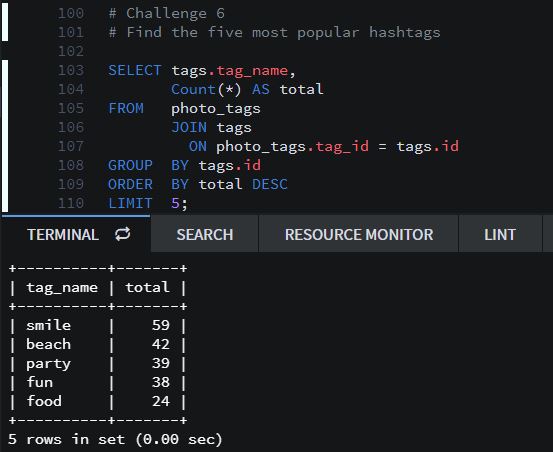 100 # Challenge 6
101 # Find the five most popular hashtags
102
103 SELECT tags.tag_name,
104        Count(*) AS total
105 FROM   photo_tags
106        JOIN tags
107          ON photo_tags.tag_id = tags.id
108 GROUP  BY tags.id
109 ORDER  BY total DESC
110 LIMIT  5;
TERMINAL SEARCH RESOURCE MONITOR LINT
+----------+-------+
| tag_name | total |
+----------+-------+
| smile    |    59 |
| beach    |    42 |
| party    |    39 |
| fun      |    38 |
| food     |    24 |
+----------+-------+
5 rows in set (0.00 sec)